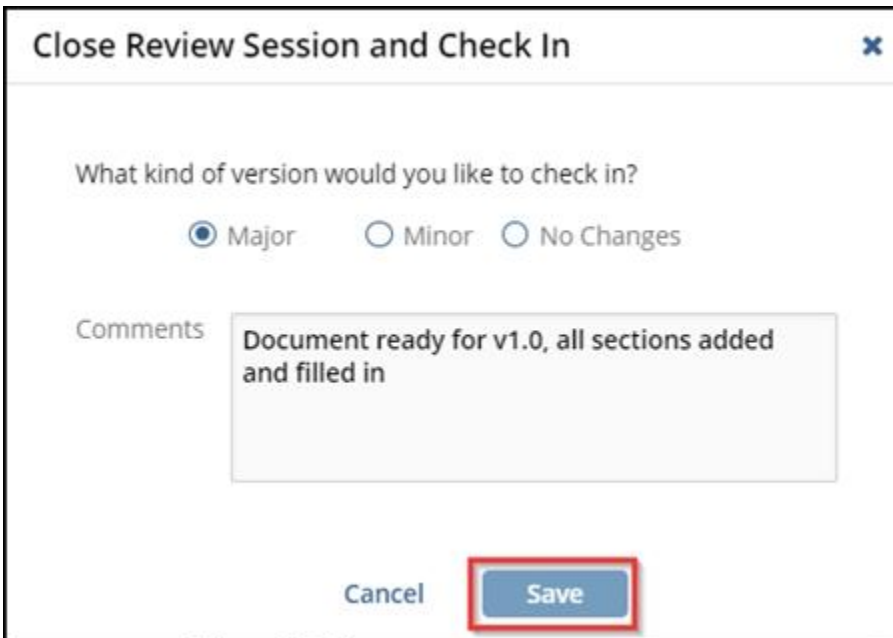 Close Review Session and Check In
What kind of version would you like to check in?
Major Minor No Changes
Comments
Document ready for v1.0, all sections added
and filled in
Cancel Save